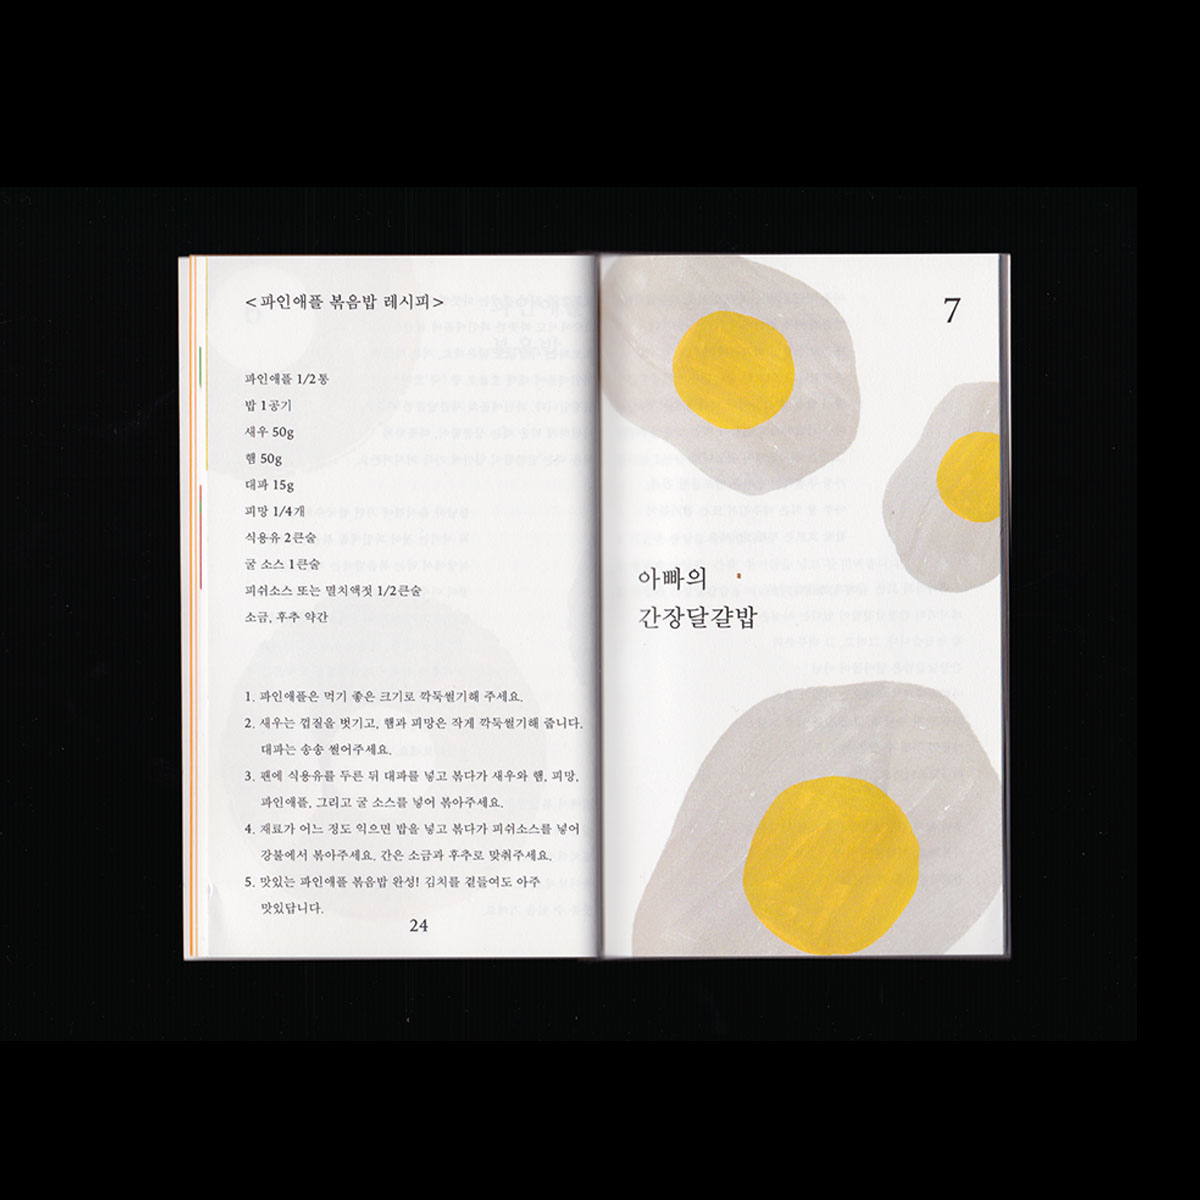 <파인애플 볶음밥 레시피>
파인애플 1/2통
밥 1공기
새우 50g
햄 50g
대파 15g
피망 1/4개
식용유 2큰술
굴 소스 1큰술
피쉬소스 또는 멸치액젓 1/2큰술
소금, 후추 약간
1. 파인애플은 먹기 좋은 크기로 깍둑썰기해 주세요.
2. 새우는 껍질을 벗기고, 햄과 피망은 작게 깍둑썰기해 줍니다.
대파는 송송 썰어주세요.
3. 팬에 식용유를 두른 뒤 대파를 넣고 볶다가 새우와 햄, 피망,
파인애플, 그리고 굴 소스를 넣어 볶아주세요.
4. 재료가 어느 정도 익으면 밥을 넣고 볶다가 피쉬소스를 넣어
강불에서 볶아주세요. 간은 소금과 후추로 맞춰주세요.
5. 맛있는 파인애플 볶음밥 완성! 김치를 곁들여도 아주
맛있답니다.
24
7
아빠의
간장달걀밥